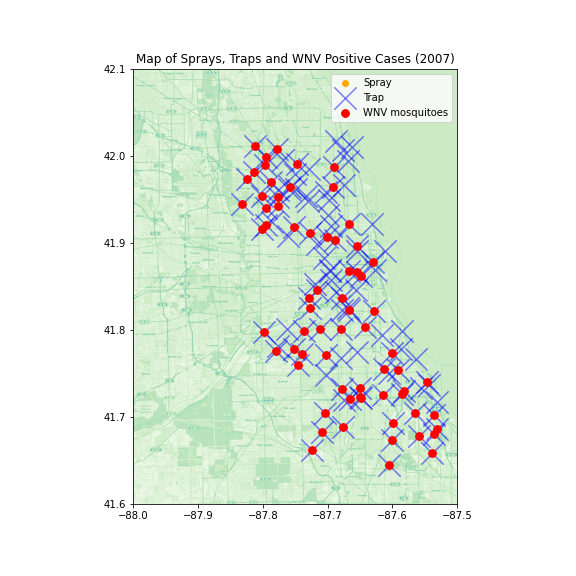 Map of Sprays, Traps and WNV Positive Cases (2007)
Spray
Trap
WNV mosquitoes
42.1
42.0
41.9
41.8
41.7
41.6
−88.0 −87.9 −87.8 −87.7 −87.6 −87.5